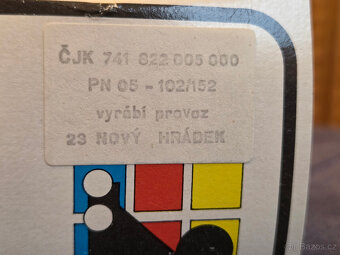 ČJK 741 822 005 000
PN 05 - 102/152
vyrábí provoz
23 NOVÝ HRÁDEK